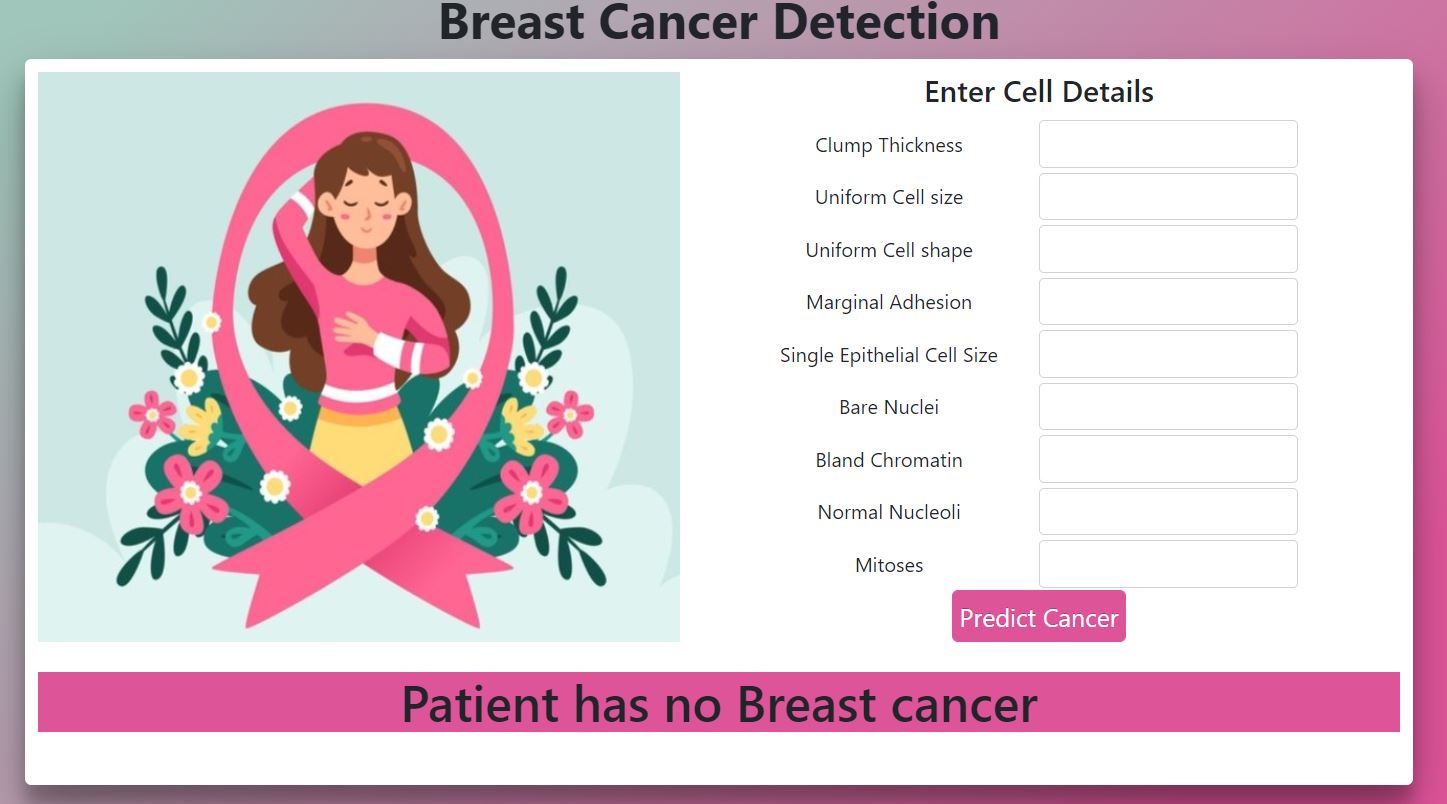 Breast Cancer Detection
Enter Cell Details
Clump Thickness
Uniform Cell size
Uniform Cell shape
Marginal Adhesion
Single Epithelial Cell Size
Bare Nuclei
Bland Chromatin
Normal Nucleoli
Mitoses
Predict Cancer
Patient has no Breast cancer